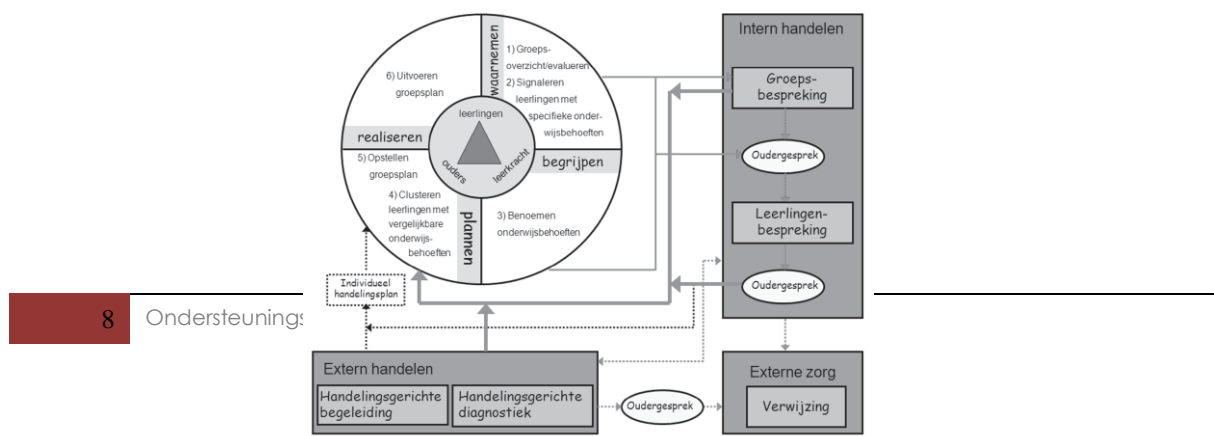 waarnemen
1) Groeps-
overzicht/evalueren
2) Signaleren
leerlingen met
specifieke onder-
wijsbehoeften
begrijpen
3) Benoemen
onderwijsbehoeften
plannen
4) Clusteren
leerlingen met
vergelijkbare
onderwijs-
behoeften
5) Opstellen
groepsplan
realiseren
6) Uitvoeren
groepsplan
leerlingen
ouders
leerkracht
Individueel
handelingsplan
Intern handelen
Groeps-
bespreking
Oudergesprek
Leerlingen-
bespreking
Oudergesprek
8 Ondersteunings
Extern handelen
Handelingsgerichte
begeleiding
Handelingsgerichte
diagnostiek
Oudergesprek
Externe zorg
Verwijzing